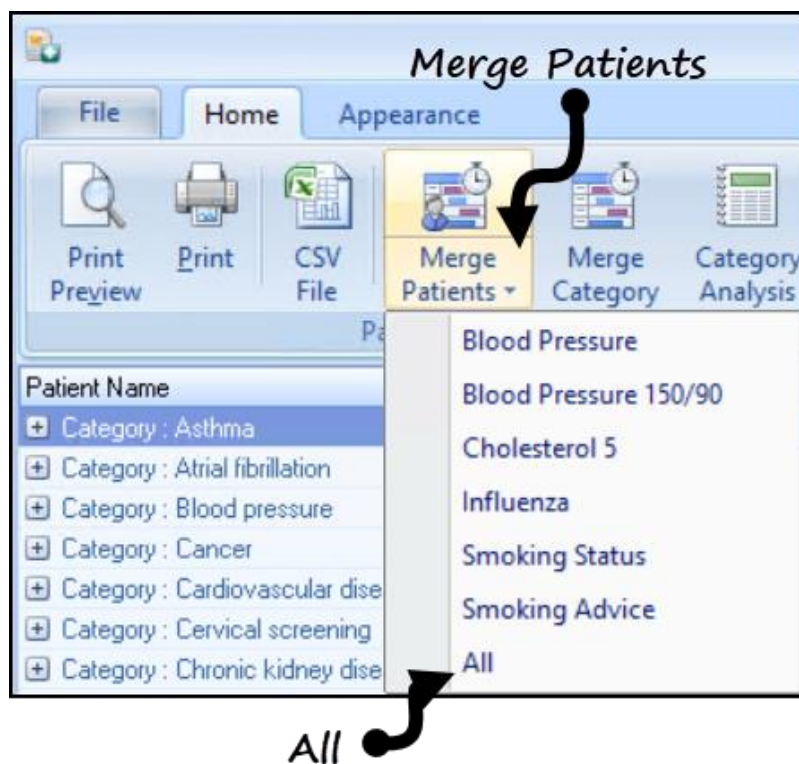 Merge Patients
File Home Appearance
Print Preview
Print
CSV File
Merge Patients
Merge Category
Category Analysis
Pa
Patient Name
Category : Asthma
Category : Atrial fibrillation
Category : Blood pressure
Category : Cancer
Category : Cardiovascular dise
Category : Cervical screening
Category : Chronic kidney dise
Blood Pressure
Blood Pressure 150/90
Cholesterol 5
Influenza
Smoking Status
Smoking Advice
All
All